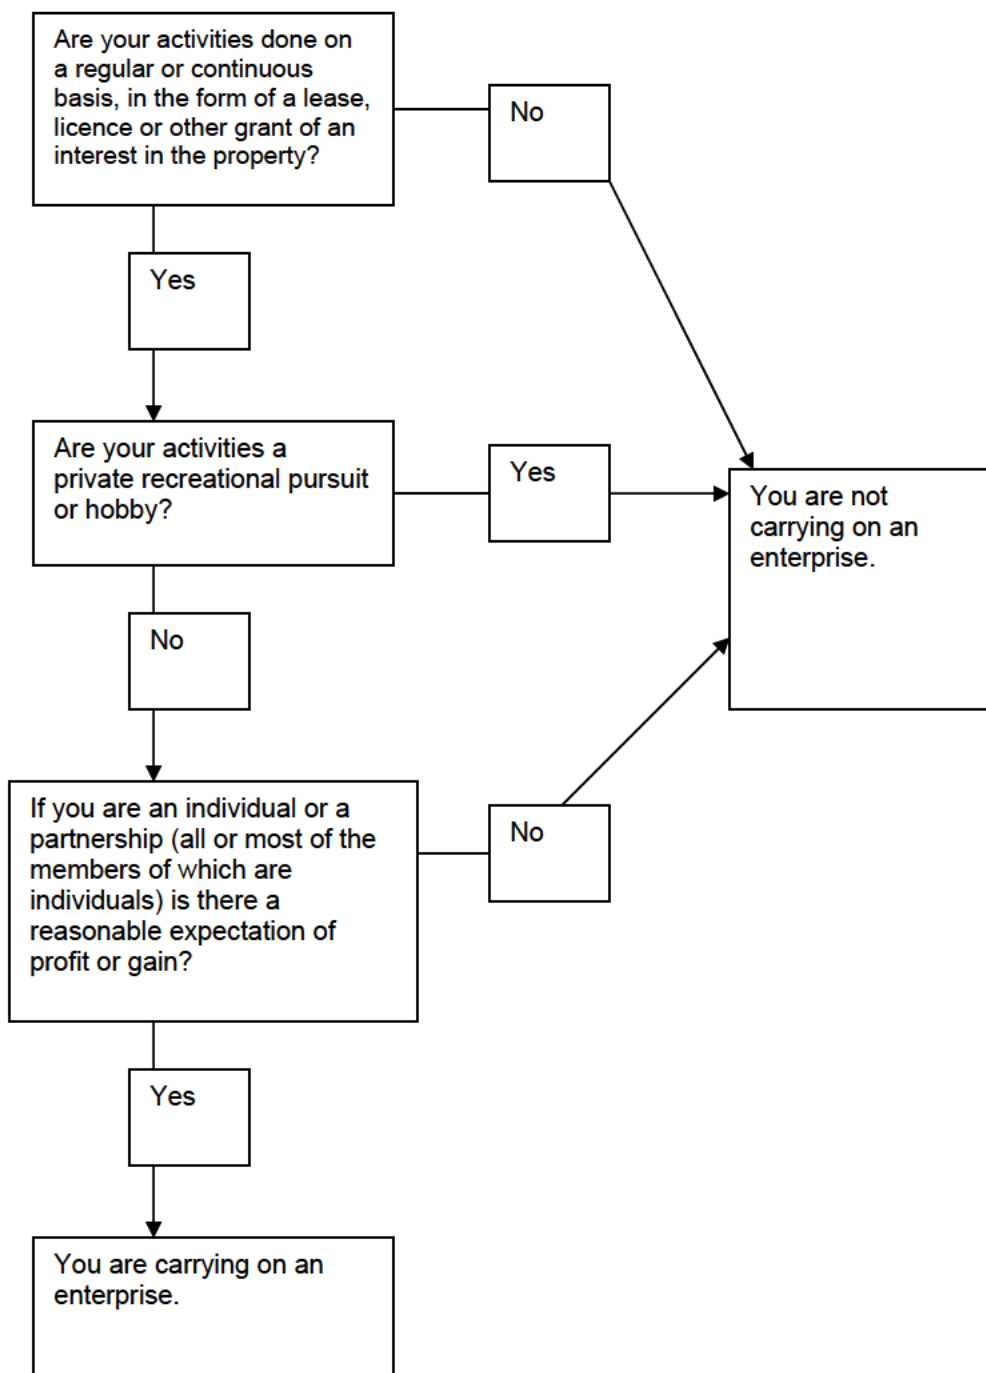 Are your activities done on
a regular or continuous
basis, in the form of a lease,
licence or other grant of an
interest in the property?
No
Yes
Are your activities a
private recreational pursuit
or hobby?
Yes
You are not
carrying on an
enterprise.
No
If you are an individual or a
partnership (all or most of the
members of which are
individuals) is there a
reasonable expectation of
profit or gain?
No
Yes
You are carrying on an
enterprise.